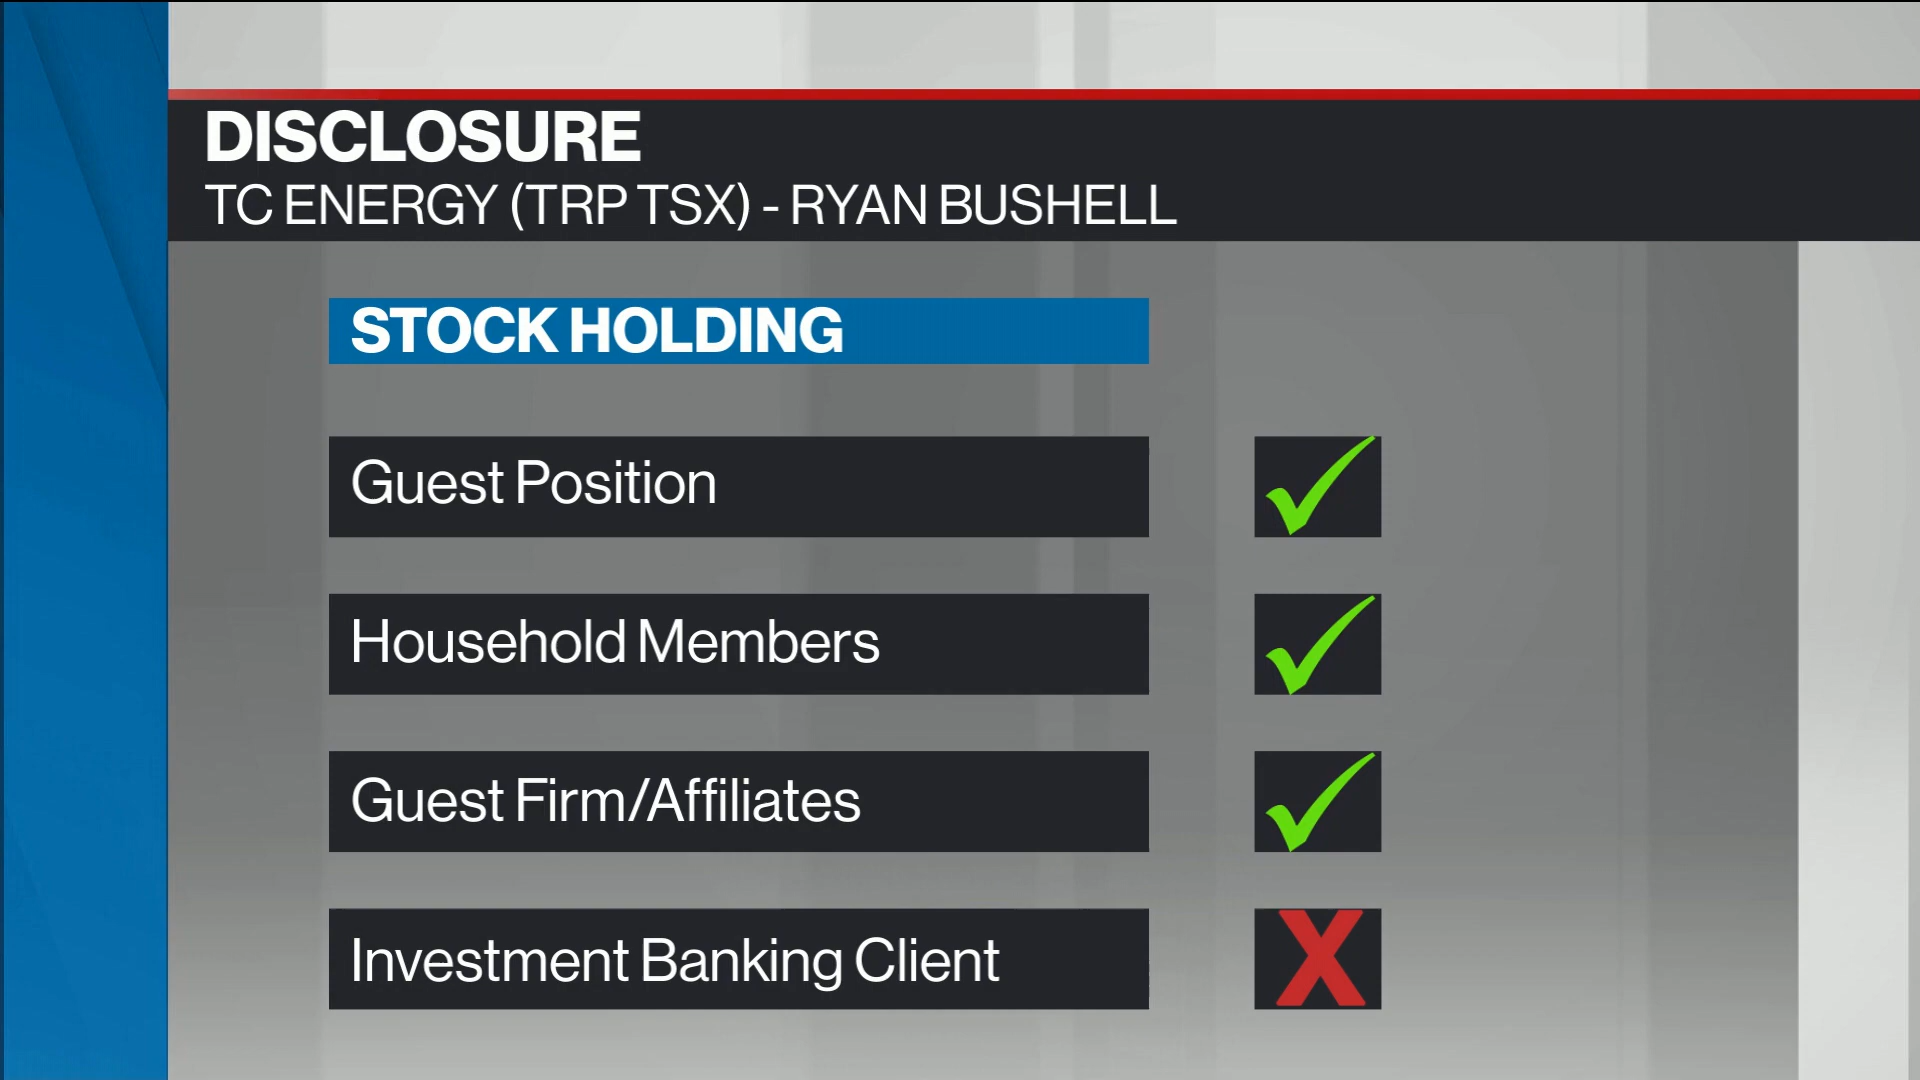 DISCLOSURE
TC ENERGY (TRP TSX) - RYAN BUSHELL
STOCK HOLDING
Guest Position
Household Members
Guest Firm/Affiliates
Investment Banking Client